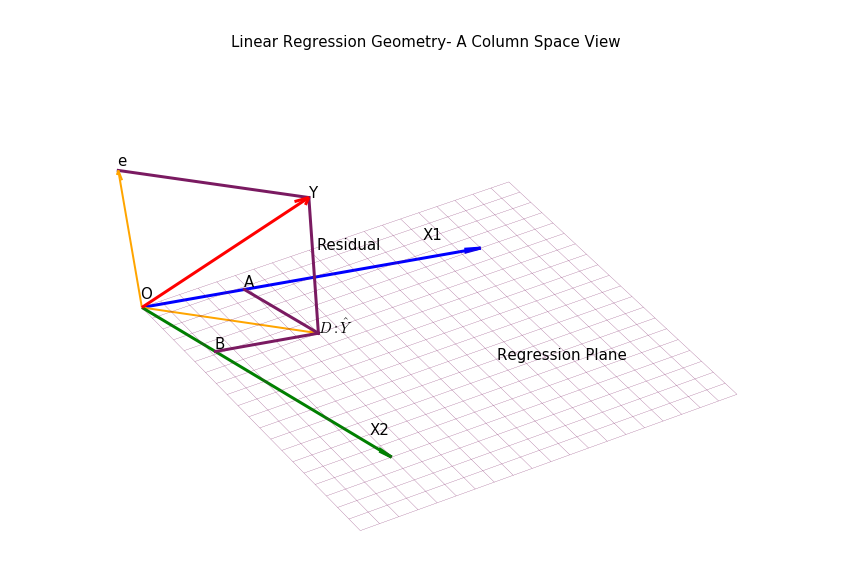 Linear Regression Geometry- A Column Space View
e
Y
X1
Residual
A
O
D : Ŷ
B
Regression Plane
X2